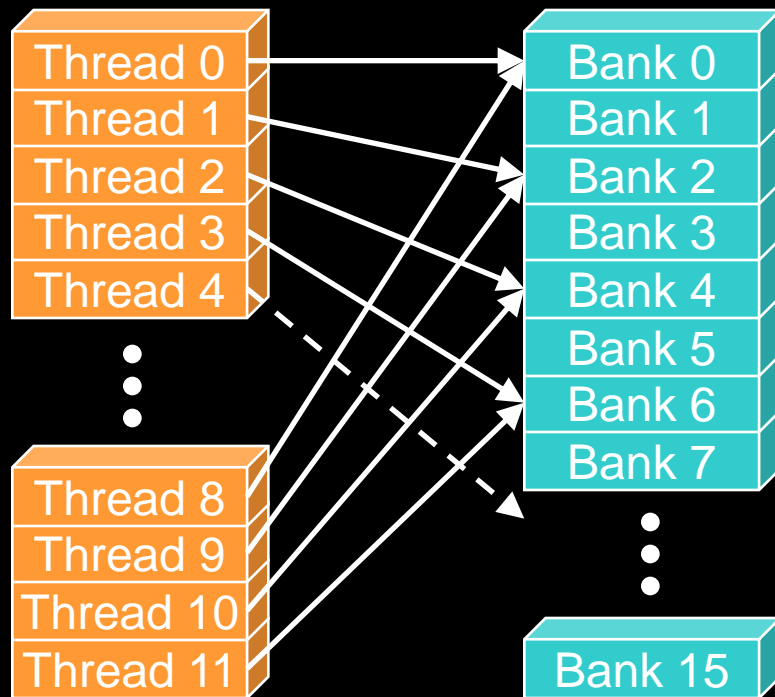 Thread 0
Thread 1
Thread 2
Thread 3
Thread 4
Thread 8
Thread 9
Thread 10
Thread 11
Bank 0
Bank 1
Bank 2
Bank 3
Bank 4
Bank 5
Bank 6
Bank 7
Bank 15